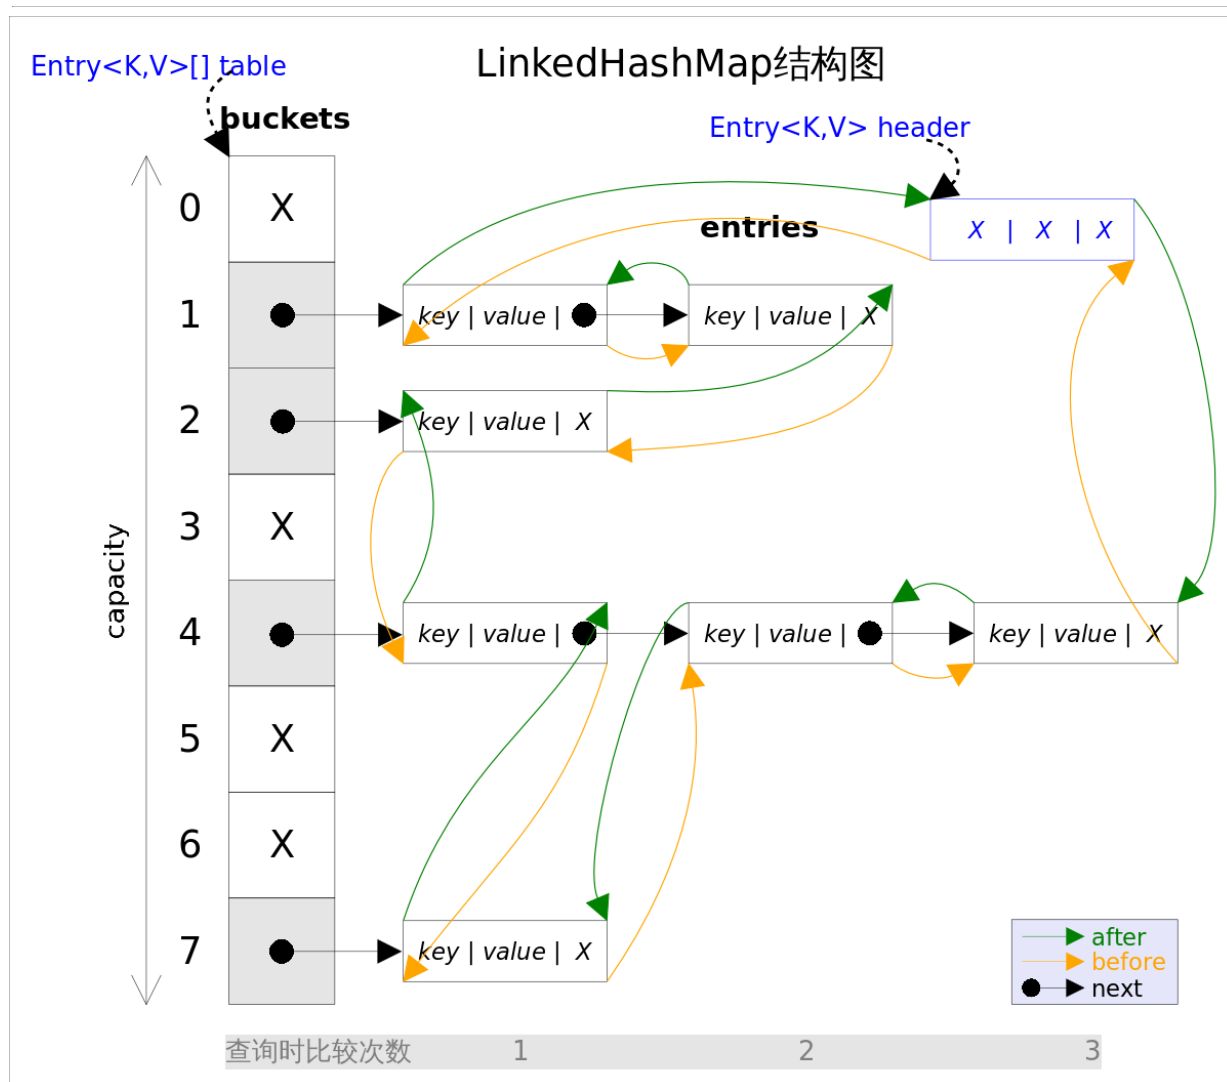 LinkedHashMap结构图
Entry<K,V>[] table
buckets
Entry<K,V> header
0 X
entries
X | X | X
1 key | value | key | value | X
2 key | value | X
3 X
capacity
4 key | value | key | value | key | value | X
5 X
6 X
7 key | value | X
after
before
next
查询时比较次数 1 2 3